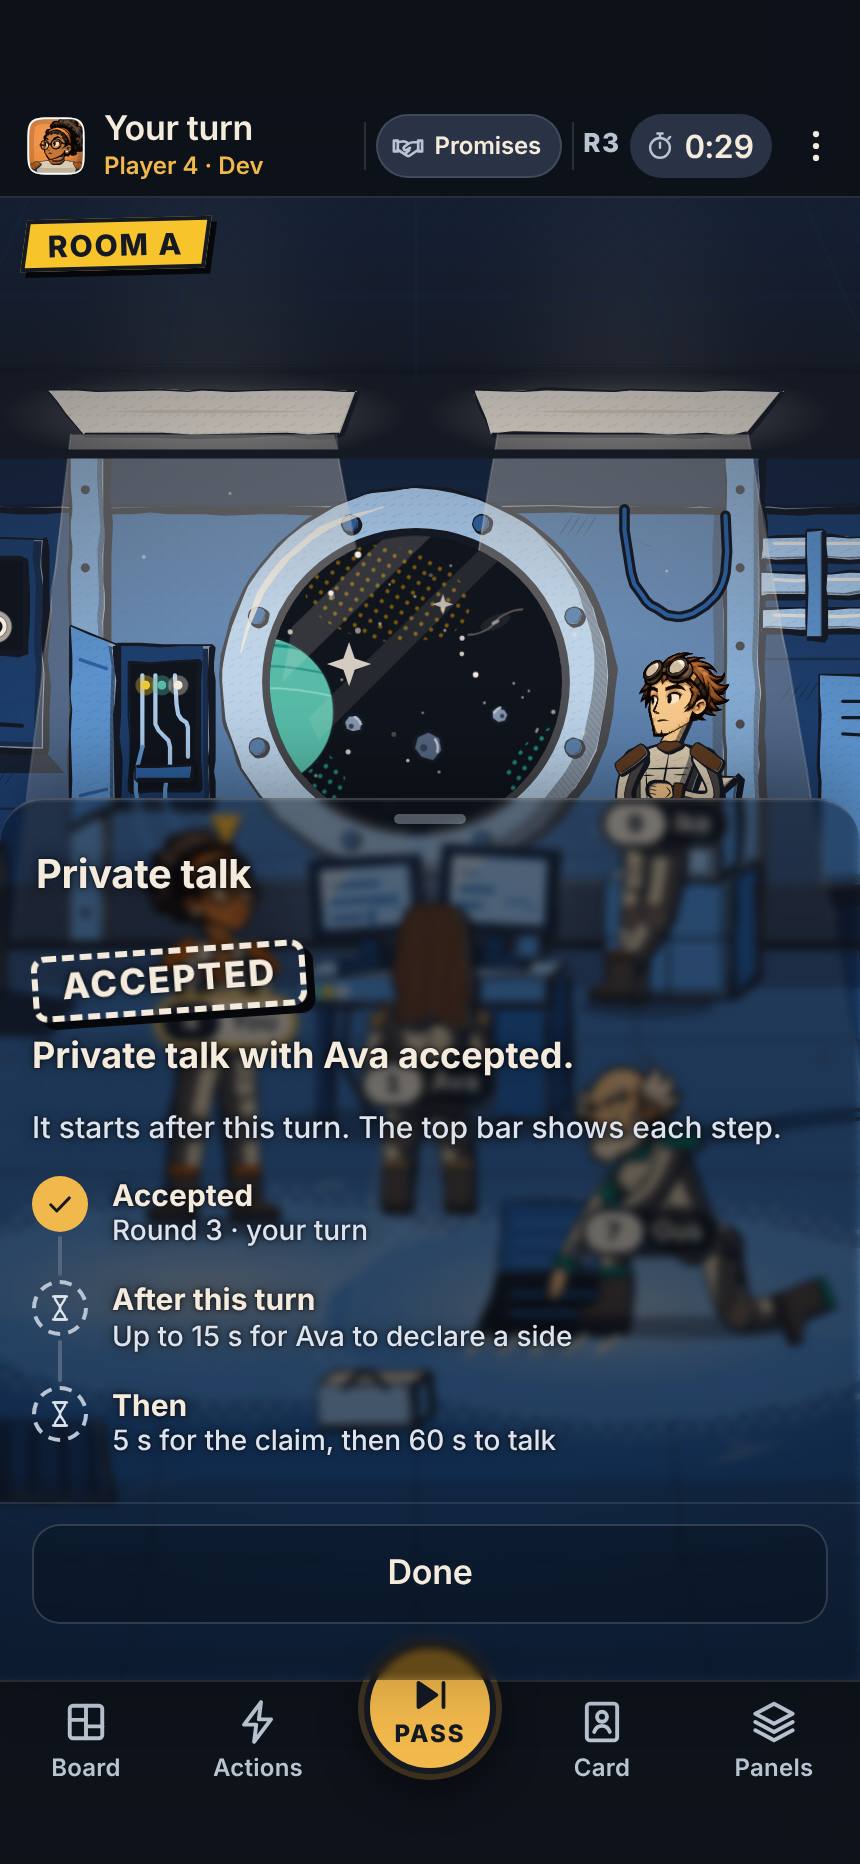 Your turn
Player 4 · Dev
Promises
R3
0:29
ROOM A
Private talk
ACCEPTED
Private talk with Ava accepted.
It starts after this turn. The top bar shows each step.
Accepted
Round 3 · your turn
After this turn
Up to 15 s for Ava to declare a side
Then
5 s for the claim, then 60 s to talk
Done
PASS
Board
Actions
Card
Panels